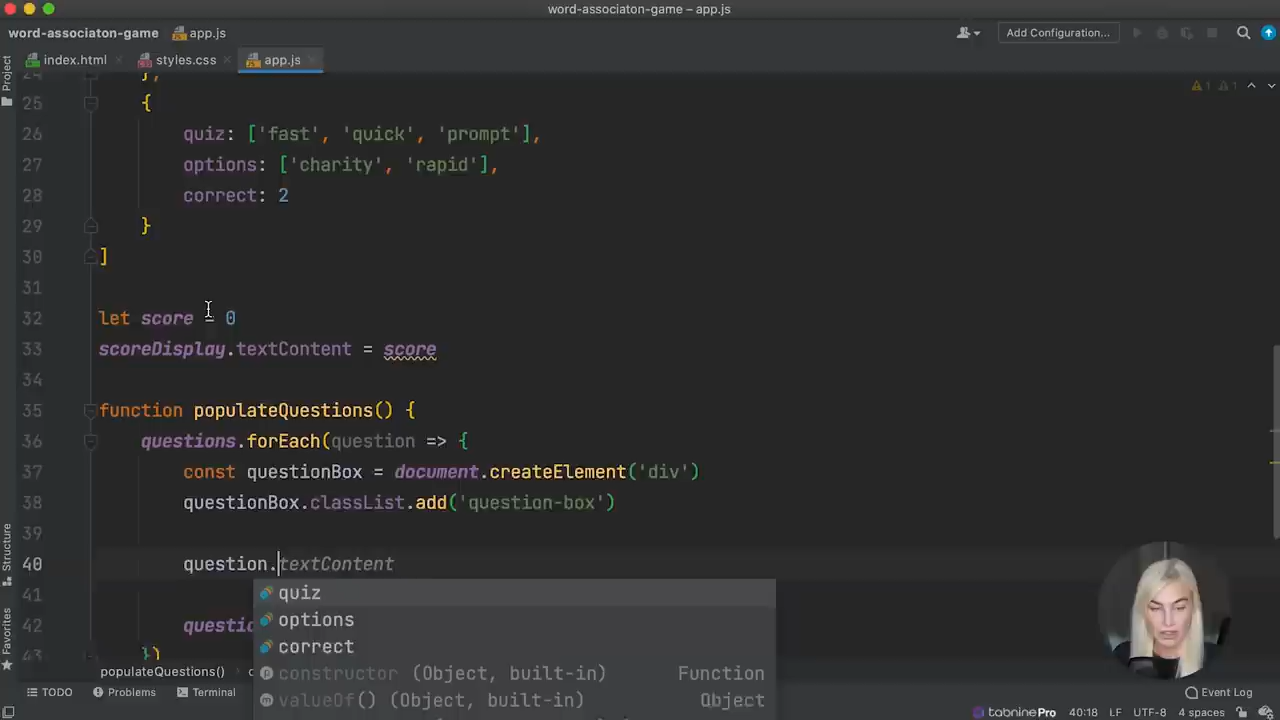 word-associaton-game – app.js
word-associaton-game app.js
Add Configuration...
index.html
styles.css
app.js
Project
Structure
Favorites
1 1
25 {
26 quiz: ['fast', 'quick', 'prompt'],
27 options: ['charity', 'rapid'],
28 correct: 2
29 }
30 ]
31
32 let score = 0
33 scoreDisplay.textContent = score
34
35 function populateQuestions() {
36 questions.forEach(question => {
37 const questionBox = document.createElement('div')
38 questionBox.classList.add('question-box')
39
40 question.textContent
quiz
41
options
42
correct
43 })
constructor (Object, built-in) Function
valueOf() (Object, built-in) Object
populateQuestions()
TODO Problems Terminal
Event Log
tabninePro 40:18 LF UTF-8 4 spaces